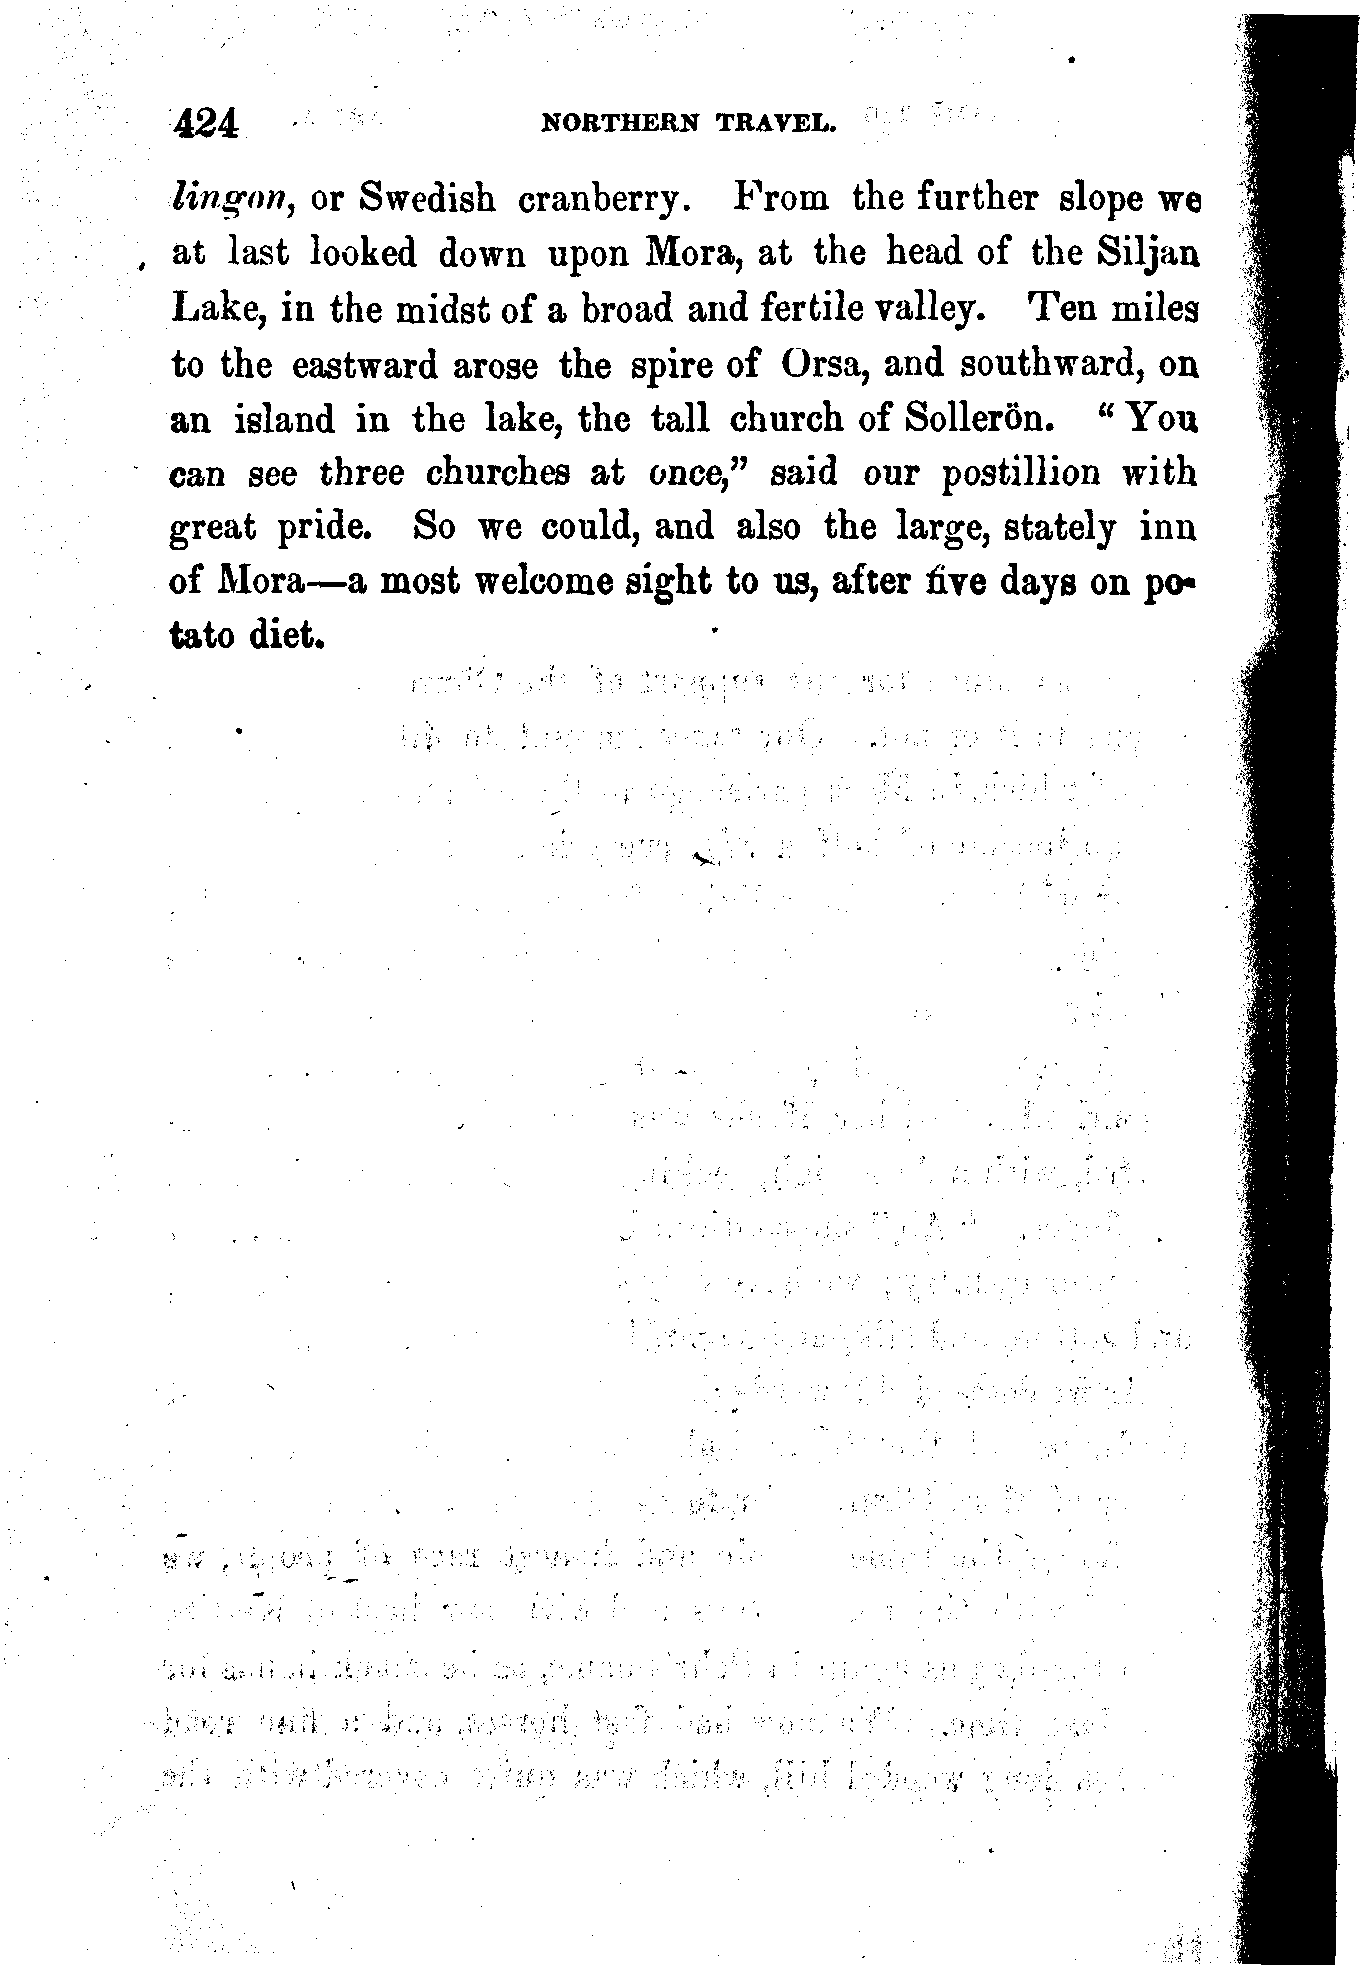 424 NORTHERN TRAVEL.
lingon, or Swedish cranberry. From the further slope we
at last looked down upon Mora, at the head of the Siljan
Lake, in the midst of a broad and fertile valley. Ten miles
to the eastward arose the spire of Orsa, and southward, on
an island in the lake, the tall church of Sollerön. “You
can see three churches at once,” said our postillion with
great pride. So we could, and also the large, stately inn
of Mora—a most welcome sight to us, after five days on po-
tato diet.